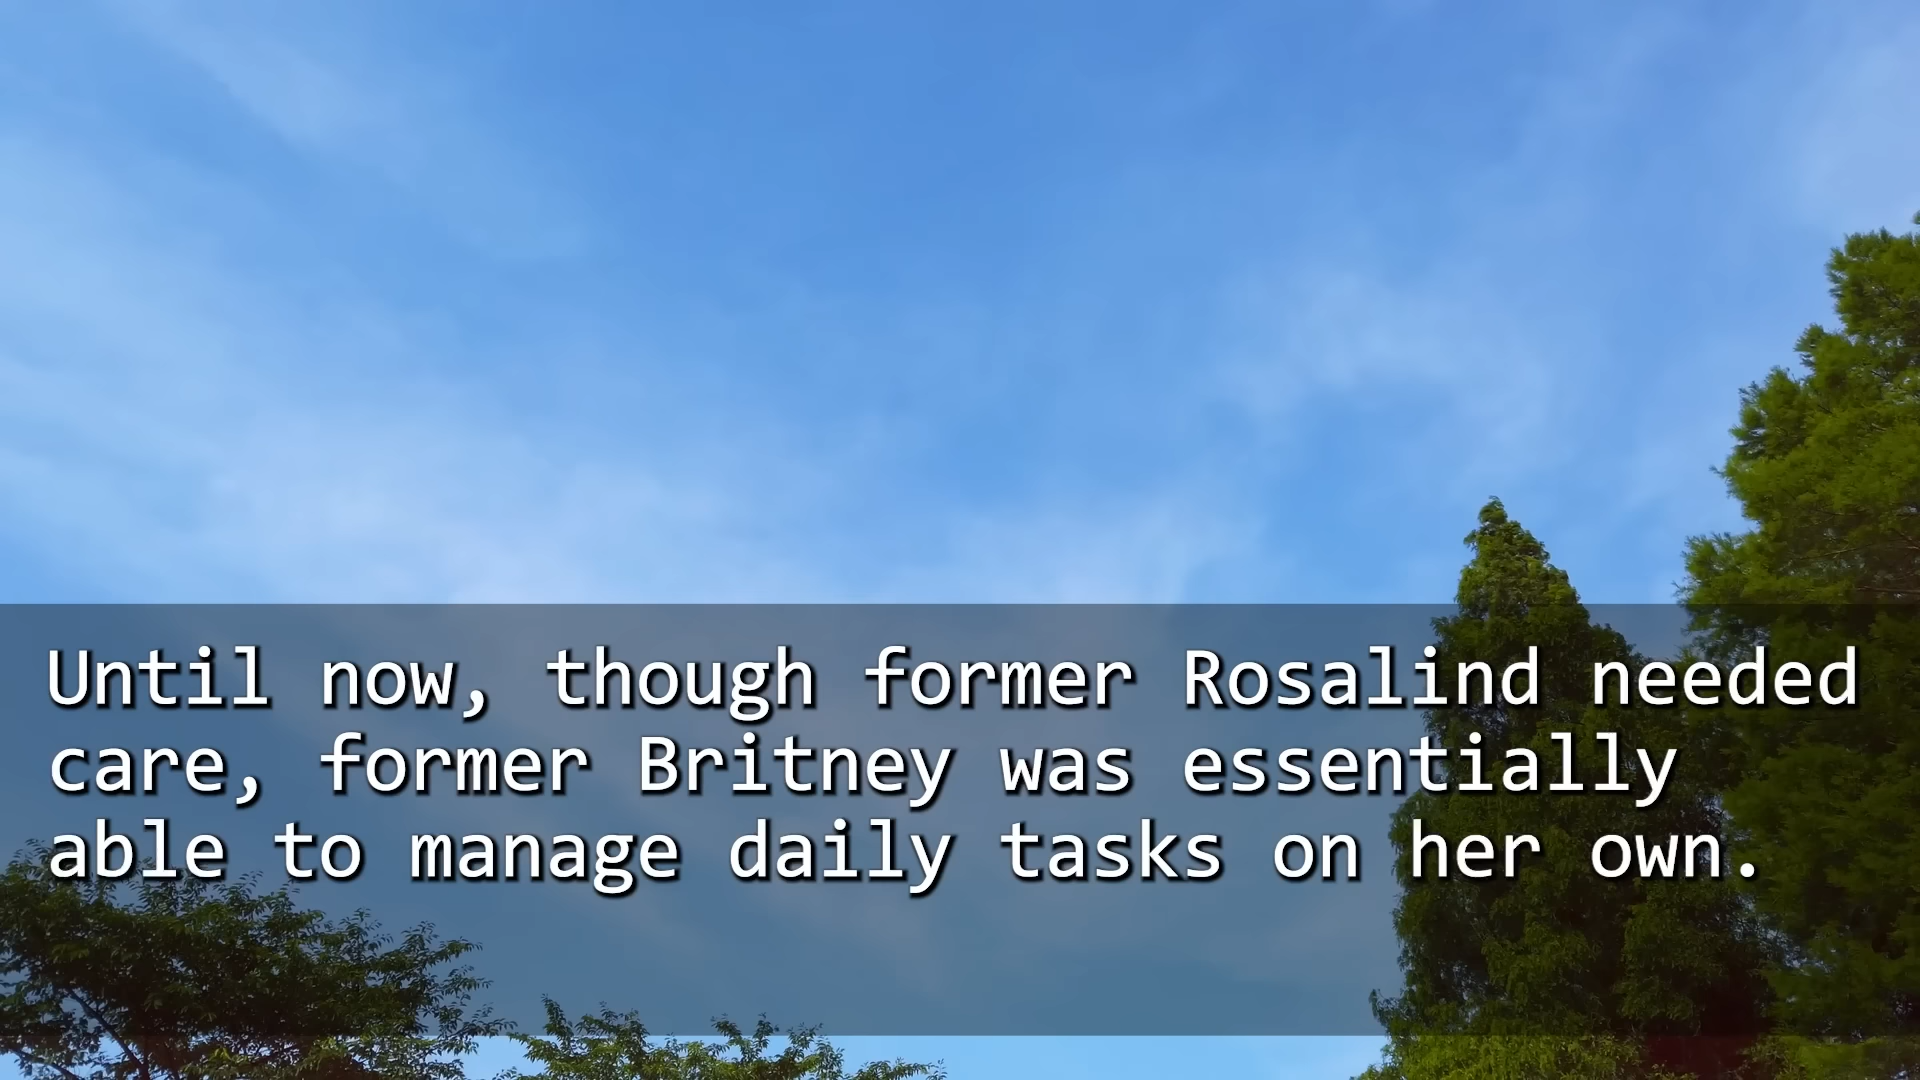 Until now, though former Rosalind needed
care, former Britney was essentially
able to manage daily tasks on her own.